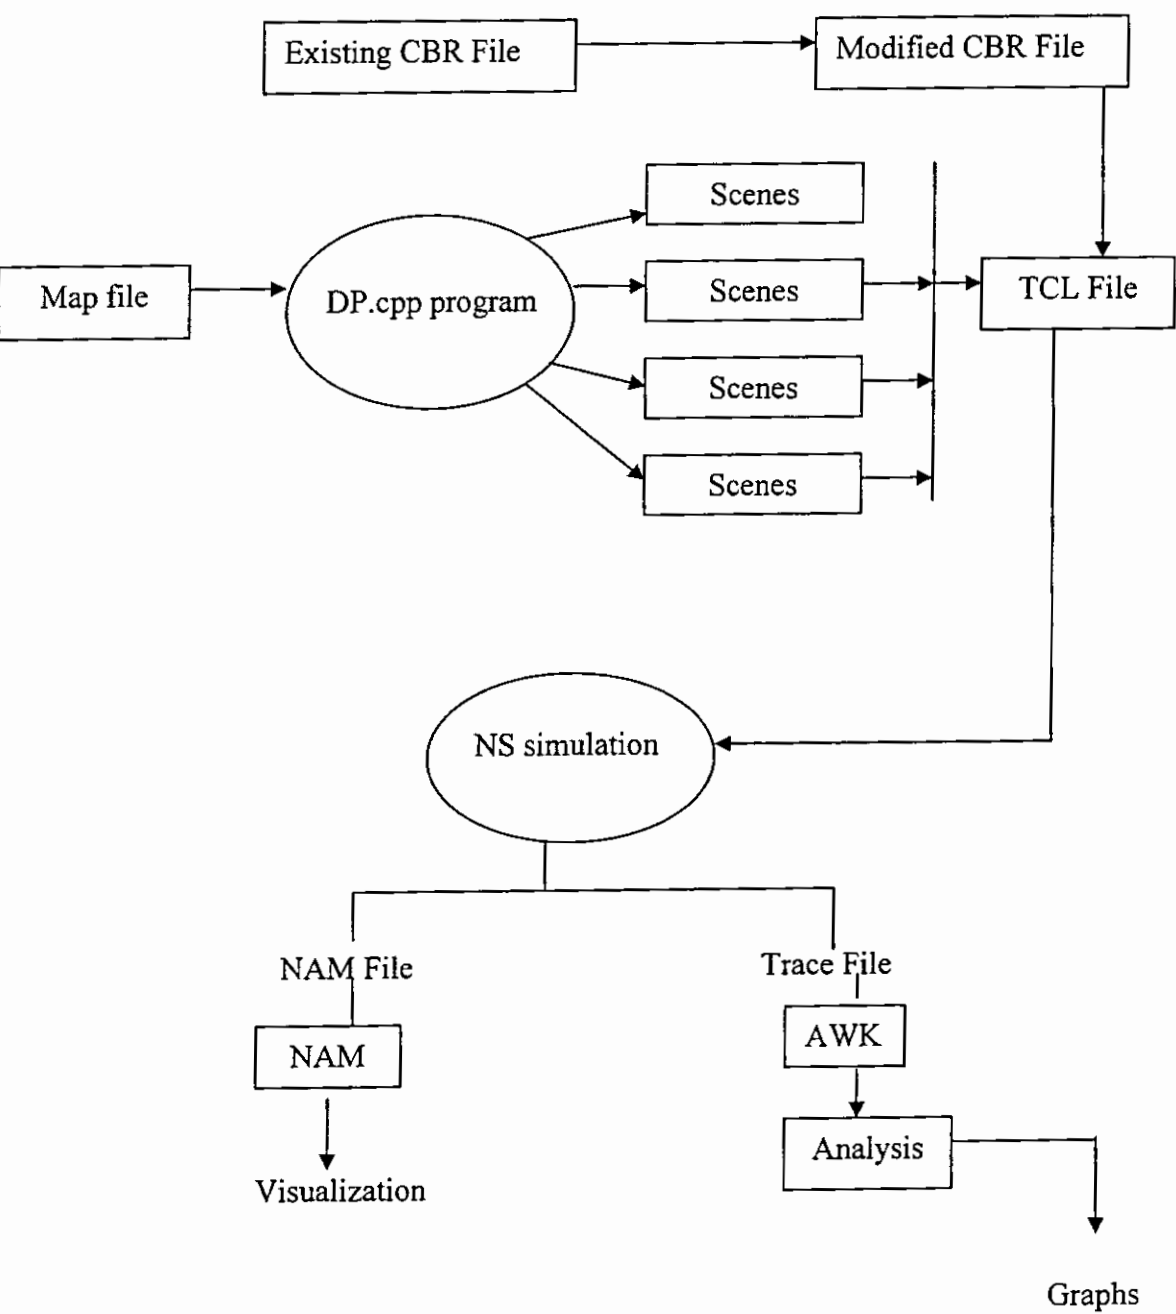 Existing CBR File
Modified CBR File
Scenes
Map file
DP.cpp program
Scenes
TCL File
Scenes
Scenes
NS simulation
NAM File
Trace File
NAM
AWK
Analysis
Visualization
Graphs